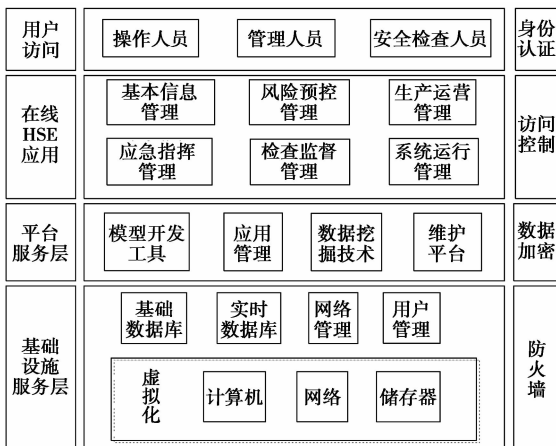 用户
访问
操作人员
管理人员
安全检查人员
身份
认证
在线
HSE
应用
基本信息
管理
风险预控
管理
生产运营
管理
应急指挥
管理
检查监督
管理
系统运行
管理
访问
控制
平台
服务层
模型开发
工具
应用
管理
数据挖
掘技术
维护
平台
数据
加密
基础
设施
服务层
基础
数据库
实时
数据库
网络
管理
用户
管理
虚
拟
化
计算机
网络
储存器
防
火
墙